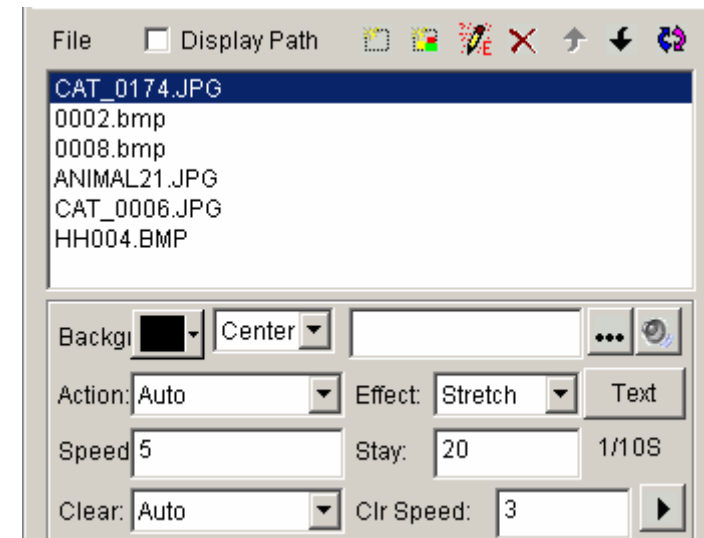 File Display Path E
CAT_0174.JPG
0002.bmp
0008.bmp
ANIMAL21.JPG
CAT_0006.JPG
HH004.BMP
Backgr Center ...
Action: Auto Effect: Stretch Text
Speed 5 Stay: 20 1/10S
Clear: Auto Clr Speed: 3